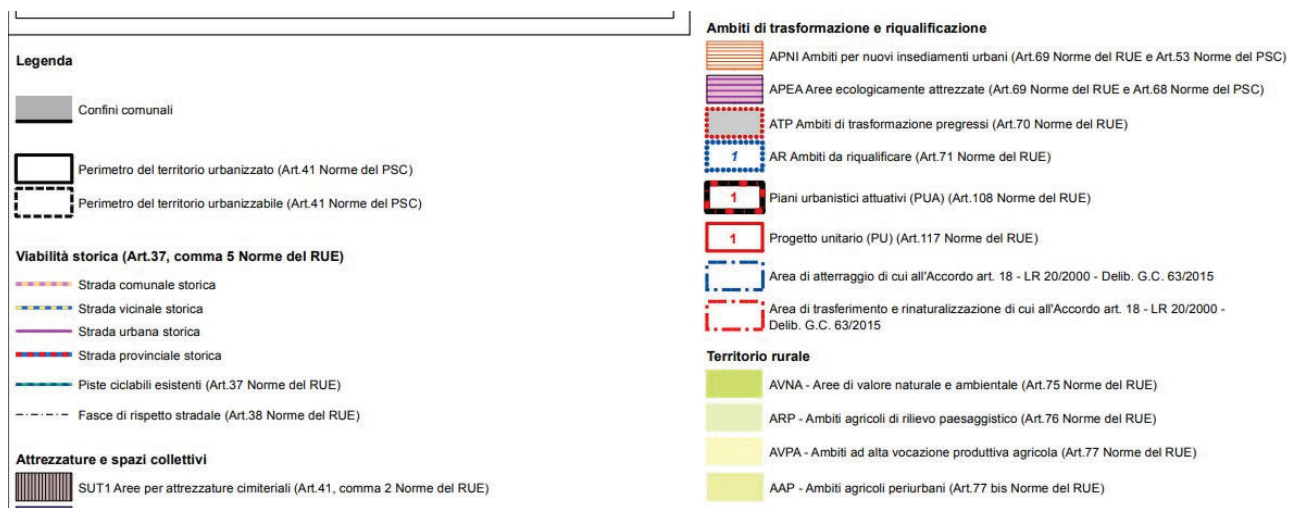 Legenda
Confini comunali
Perimetro del territorio urbanizzato (Art.41 Norme del PSC)
Perimetro del territorio urbanizzabile (Art.41 Norme del PSC)
Viabilità storica (Art.37, comma 5 Norme del RUE)
Strada comunale storica
Strada vicinale storica
Strada urbana storica
Strada provinciale storica
Piste ciclabili esistenti (Art.37 Norme del RUE)
Fasce di rispetto stradale (Art.38 Norme del RUE)
Attrezzature e spazi collettivi
SUT1 Aree per attrezzature cimiteriali (Art.41, comma 2 Norme del RUE)
Ambiti di trasformazione e riqualificazione
APNI Ambiti per nuovi insediamenti urbani (Art.69 Norme del RUE e Art.53 Norme del PSC)
APEA Aree ecologicamente attrezzate (Art.69 Norme del RUE e Art.68 Norme del PSC)
ATP Ambiti di trasformazione pregressi (Art.70 Norme del RUE)
1 AR Ambiti da riqualificare (Art.71 Norme del RUE)
1 Piani urbanistici attuativi (PUA) (Art.108 Norme del RUE)
1 Progetto unitario (PU) (Art.117 Norme del RUE)
Area di atterraggio di cui all'Accordo art. 18 - LR 20/2000 - Delib. G.C. 63/2015
Area di trasferimento e rinaturalizzazione di cui all'Accordo art. 18 - LR 20/2000 -
Delib. G.C. 63/2015
Territorio rurale
AVNA - Aree di valore naturale e ambientale (Art.75 Norme del RUE)
ARP - Ambiti agricoli di rilievo paesaggistico (Art.76 Norme del RUE)
AVPA - Ambiti ad alta vocazione produttiva agricola (Art.77 Norme del RUE)
AAP - Ambiti agricoli periurbani (Art.77 bis Norme del RUE)